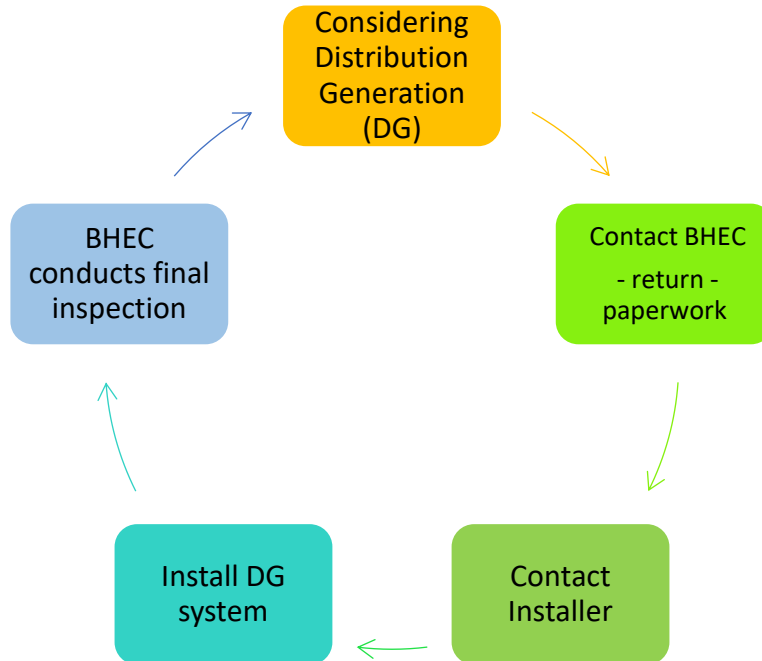 Considering
Distribution
Generation
(DG)
Contact BHEC
- return -
paperwork
Contact
Installer
Install DG
system
BHEC
conducts final
inspection